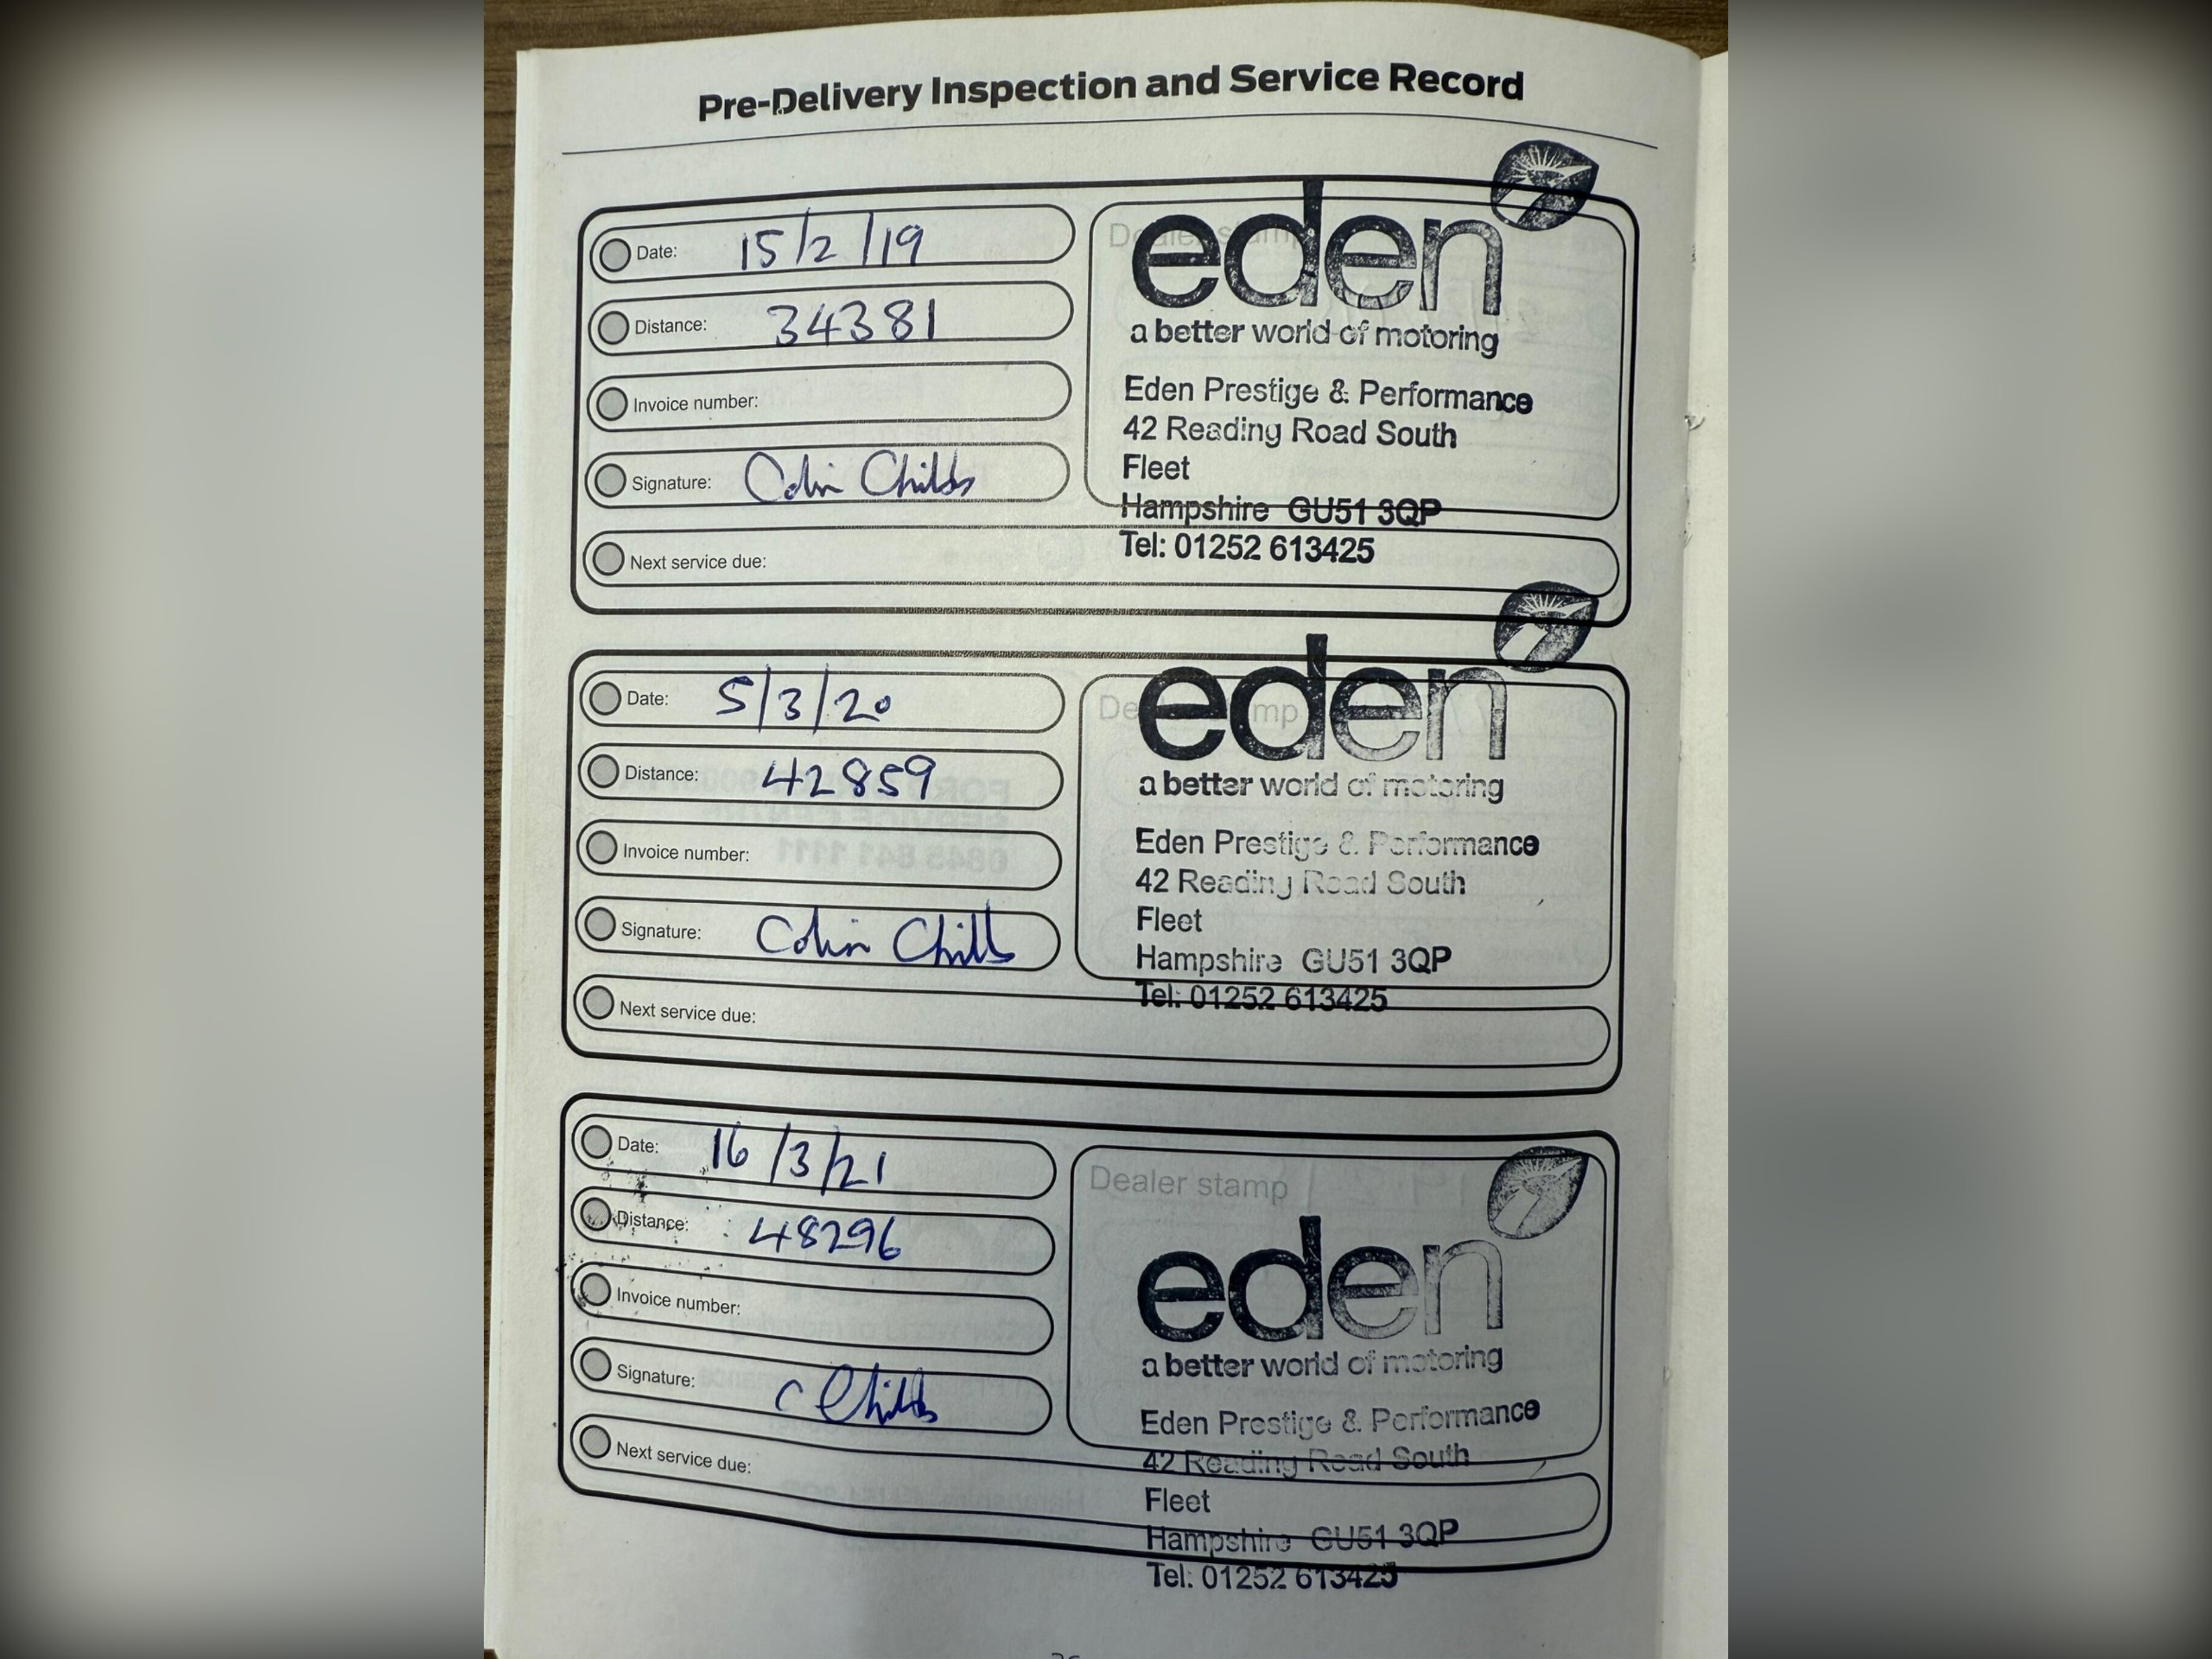 Pre-Delivery Inspection and Service Record
Date: 15/2/19
Distance: 34381
Invoice number:
Signature: Colin Childs
Next service due:
Dealer stamp
eden
a better world of motoring
Eden Prestige & Performance
42 Reading Road South
Fleet
Hampshire GU51 3QP
Tel: 01252 613425
Date: 5/3/20
Distance: 42859
Invoice number:
Signature: Colin Childs
Next service due:
Dealer stamp
eden
a better world of motoring
Eden Prestige & Performance
42 Reading Road South
Fleet
Hampshire GU51 3QP
Tel: 01252 613425
Date: 16/3/21
Distance: 48296
Invoice number:
Signature: C Childs
Next service due:
Dealer stamp
eden
a better world of motoring
Eden Prestige & Performance
42 Reading Road South
Fleet
Hampshire GU51 3QP
Tel: 01252 613425